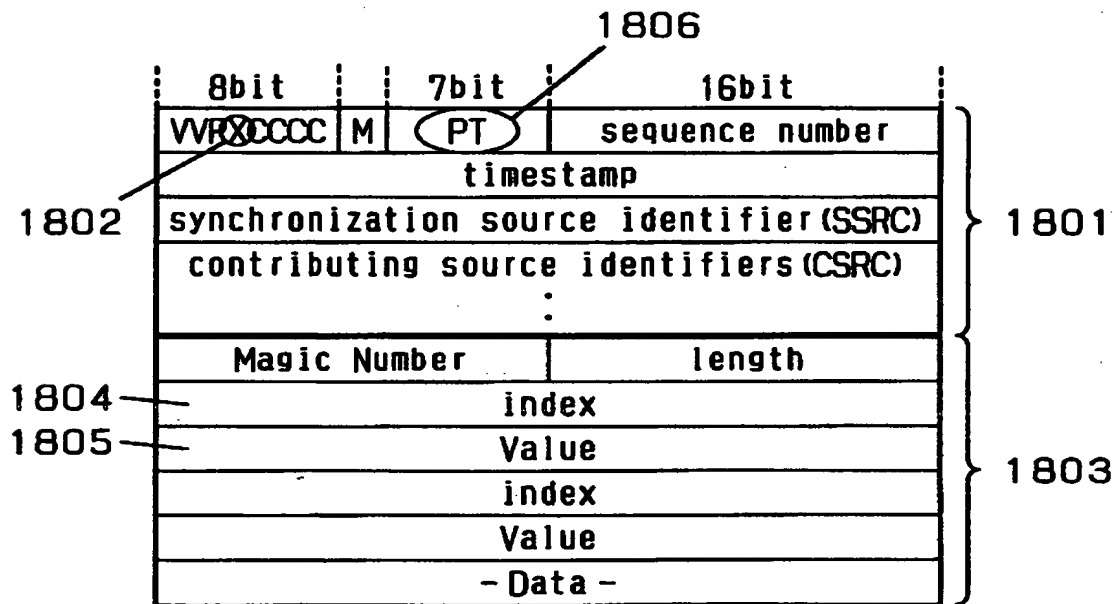 1806
8bit 7bit 16bit
VVPXCCCC M PT sequence number
timestamp
1802 synchronization source identifier (SSRC) 1801
contributing source identifiers (CSRC)
Magic Number length
1804 index
1805 Value 1803
index
Value
- Data -